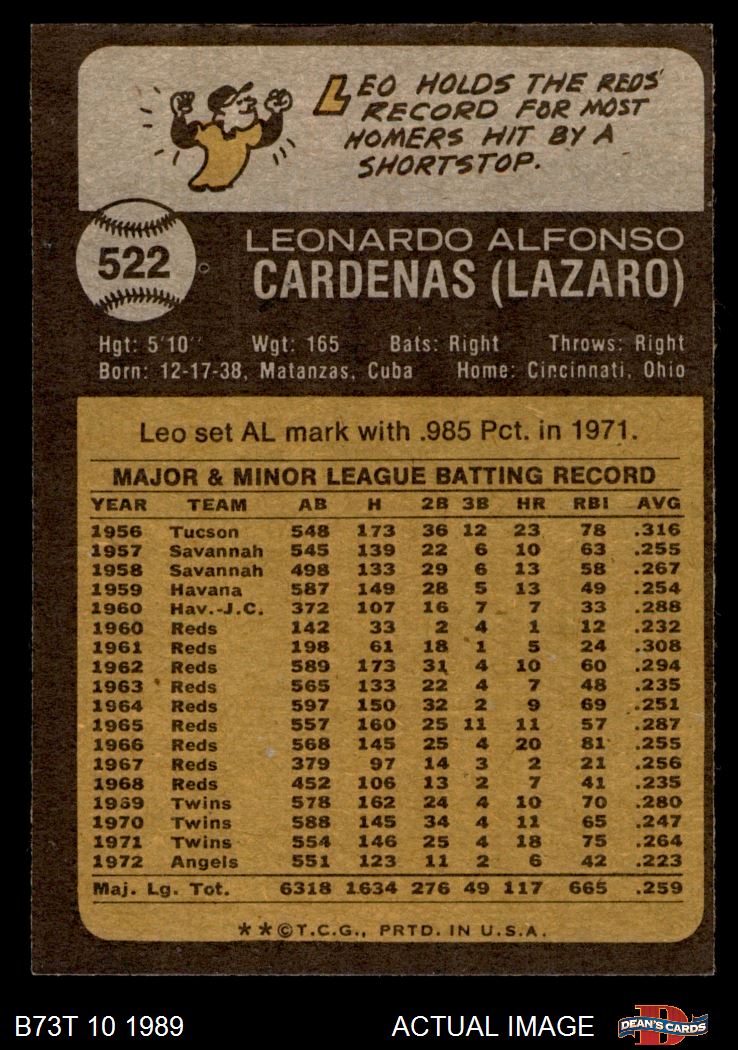 LEO HOLDS THE REDS'
RECORD FOR MOST
HOMERS HIT BY A
SHORTSTOP.
522
LEONARDO ALFONSO
CARDENAS (LAZARO)
Hgt: 5'10" Wgt: 165 Bats: Right Throws: Right
Born: 12-17-38, Matanzas, Cuba Home: Cincinnati, Ohio
Leo set AL mark with .985 Pct. in 1971.
MAJOR & MINOR LEAGUE BATTING RECORD
YEAR TEAM AB H 2B 3B HR RBI AVG
1956 Tucson 548 173 36 12 23 78 .316
1957 Savannah 545 139 22 6 10 63 .255
1958 Savannah 498 133 29 6 13 58 .267
1959 Havana 587 149 28 5 13 49 .254
1960 Hav.-J.C. 372 107 16 7 7 33 .288
1960 Reds 142 33 2 4 1 12 .232
1961 Reds 198 61 18 1 5 24 .308
1962 Reds 589 173 31 4 10 60 .294
1963 Reds 565 133 22 4 7 48 .235
1964 Reds 597 150 32 2 9 69 .251
1965 Reds 557 160 25 11 11 57 .287
1966 Reds 568 145 25 4 20 81 .255
1967 Reds 379 97 14 3 2 21 .256
1968 Reds 452 106 13 2 7 41 .235
1969 Twins 578 162 24 4 10 70 .280
1970 Twins 588 145 34 4 11 65 .247
1971 Twins 554 146 25 4 18 75 .264
1972 Angels 551 123 11 2 6 42 .223
Maj. Lg. Tot. 6318 1634 276 49 117 665 .259
**©T.C.G., PRTD. IN U.S.A.
B73T 10 1989 ACTUAL IMAGE
D
DEAN'S CARDS